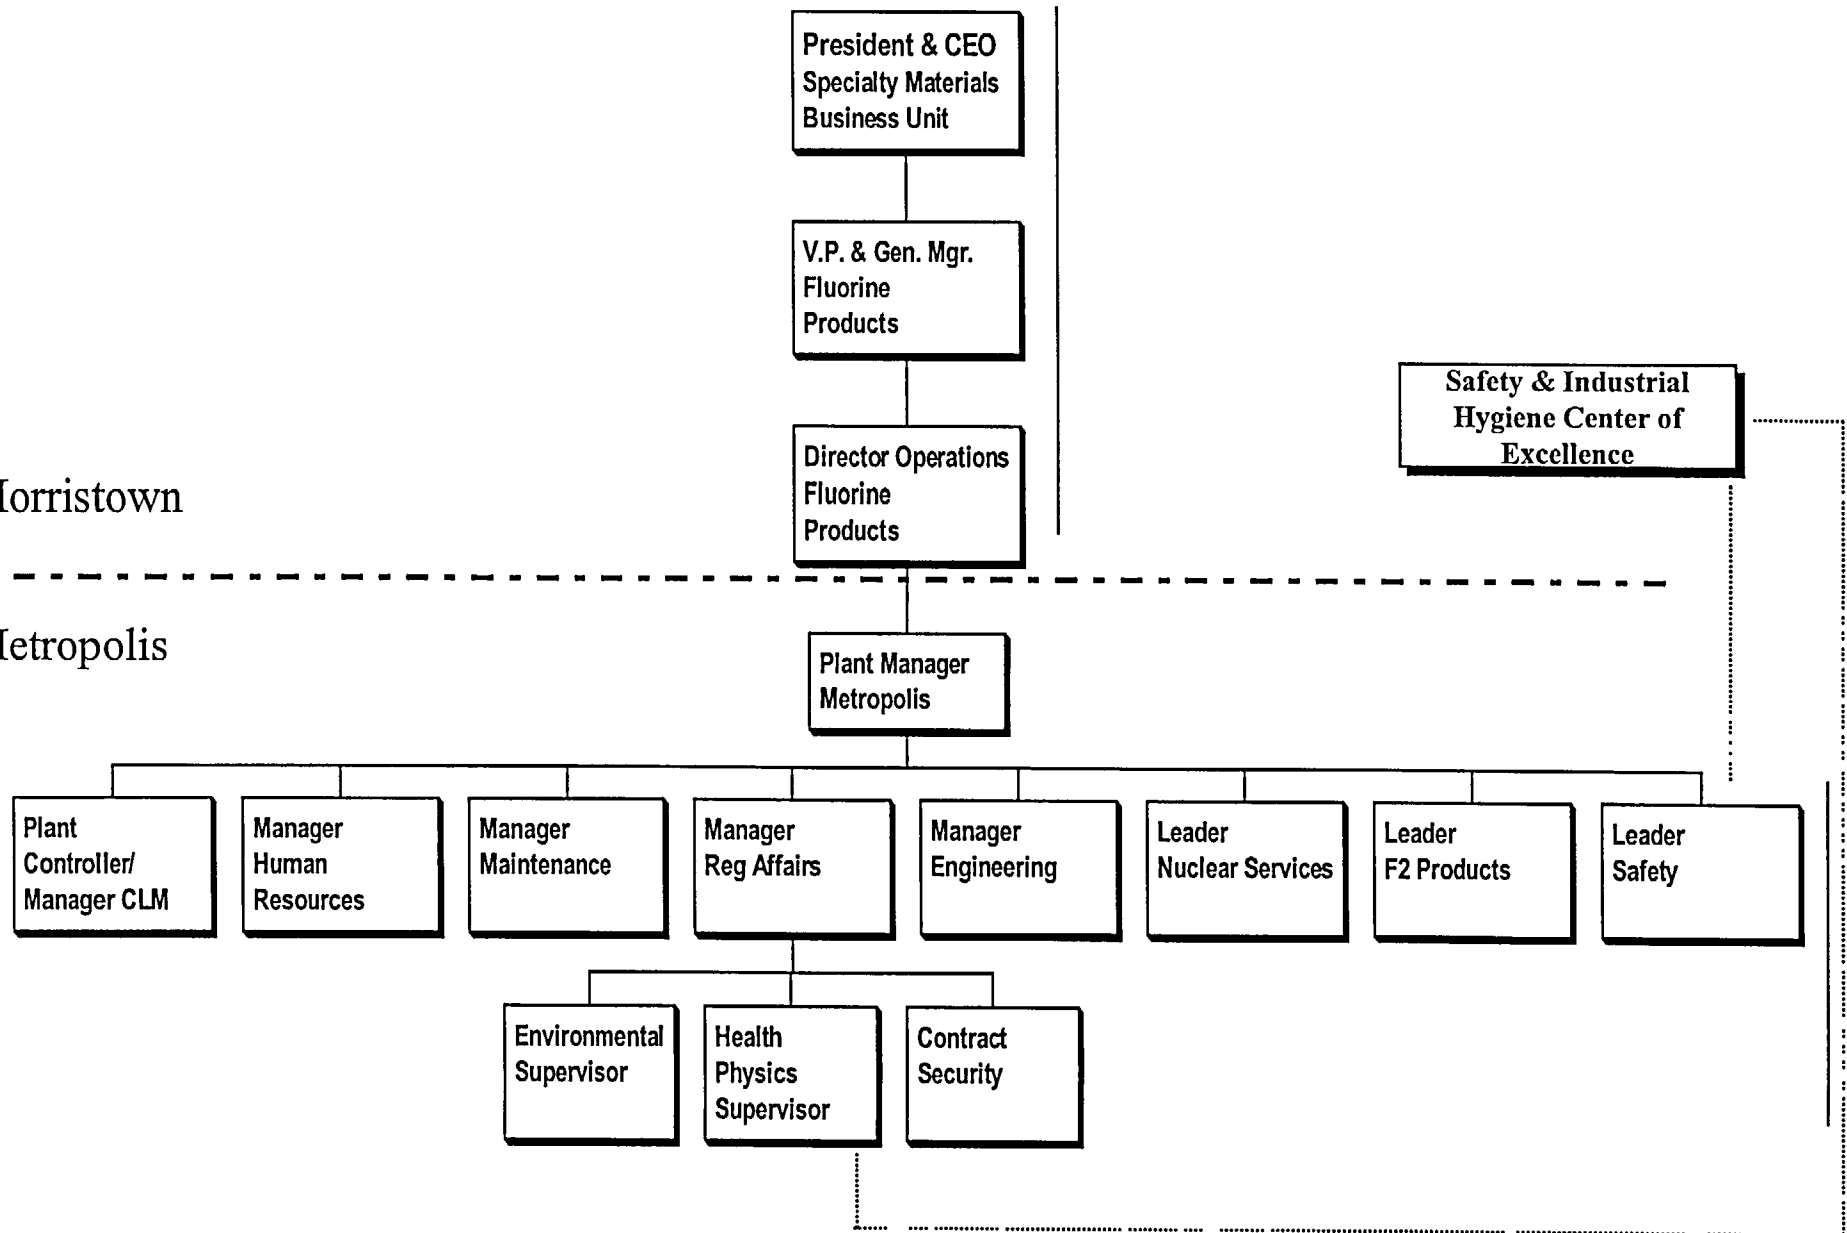 President & CEO
Specialty Materials
Business Unit
V.P. & Gen. Mgr.
Fluorine
Products
Safety & Industrial
Hygiene Center of
Excellence
Director Operations
Fluorine
Products
orristown
etropolis
Plant Manager
Metropolis
Plant
Controller/
Manager CLM
Manager
Human
Resources
Manager
Maintenance
Manager
Reg Affairs
Manager
Engineering
Leader
Nuclear Services
Leader
F2 Products
Leader
Safety
Environmental
Supervisor
Health
Physics
Supervisor
Contract
Security